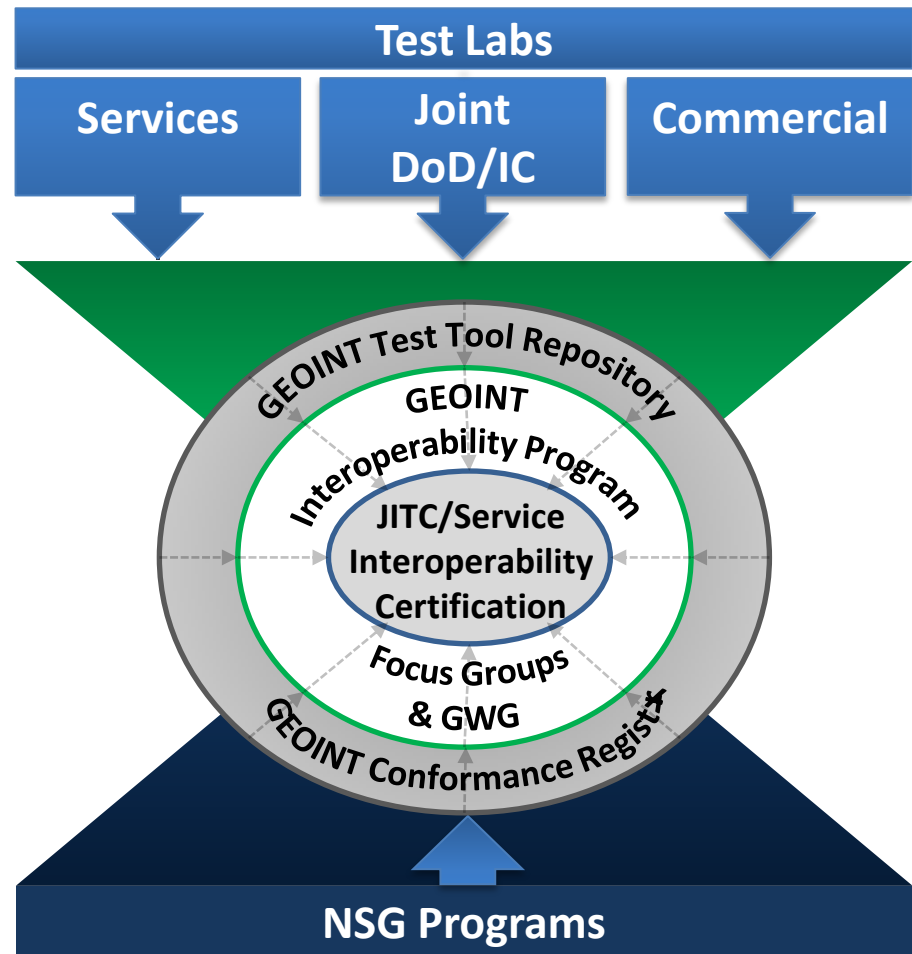 Test Labs
Services
Joint
DoD/IC
Commercial
GEOINT Test Tool Repository
GEOINT
Interoperability Program
JITC/Service
Interoperability
Certification
Focus Groups
& GWG
GEOINT Conformance Registry
NSG Programs